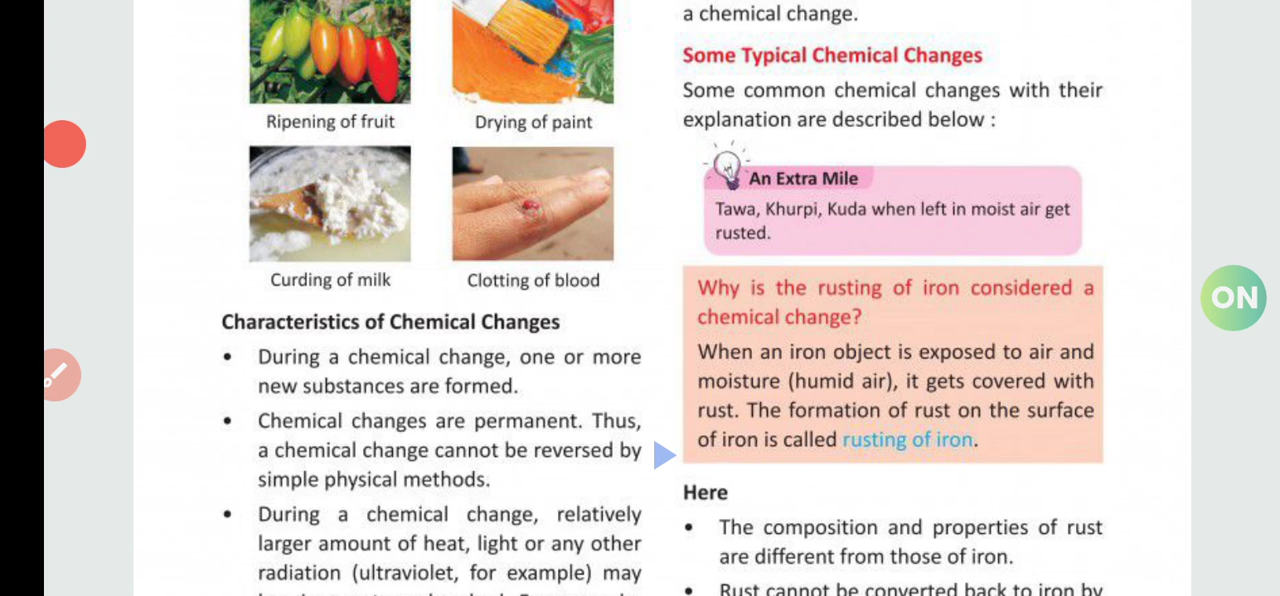 Ripening of fruit
Drying of paint
Curding of milk
Clotting of blood
Characteristics of Chemical Changes
• During a chemical change, one or more
new substances are formed.
• Chemical changes are permanent. Thus,
a chemical change cannot be reversed by
simple physical methods.
• During a chemical change, relatively
larger amount of heat, light or any other
radiation (ultraviolet, for example) may
a chemical change.
Some Typical Chemical Changes
Some common chemical changes with their
explanation are described below :
An Extra Mile
Tawa, Khurpi, Kuda when left in moist air get
rusted.
Why is the rusting of iron considered a
chemical change?
When an iron object is exposed to air and
moisture (humid air), it gets covered with
rust. The formation of rust on the surface
of iron is called rusting of iron.
Here
• The composition and properties of rust
are different from those of iron.
• Rust cannot be converted back to iron by
ON